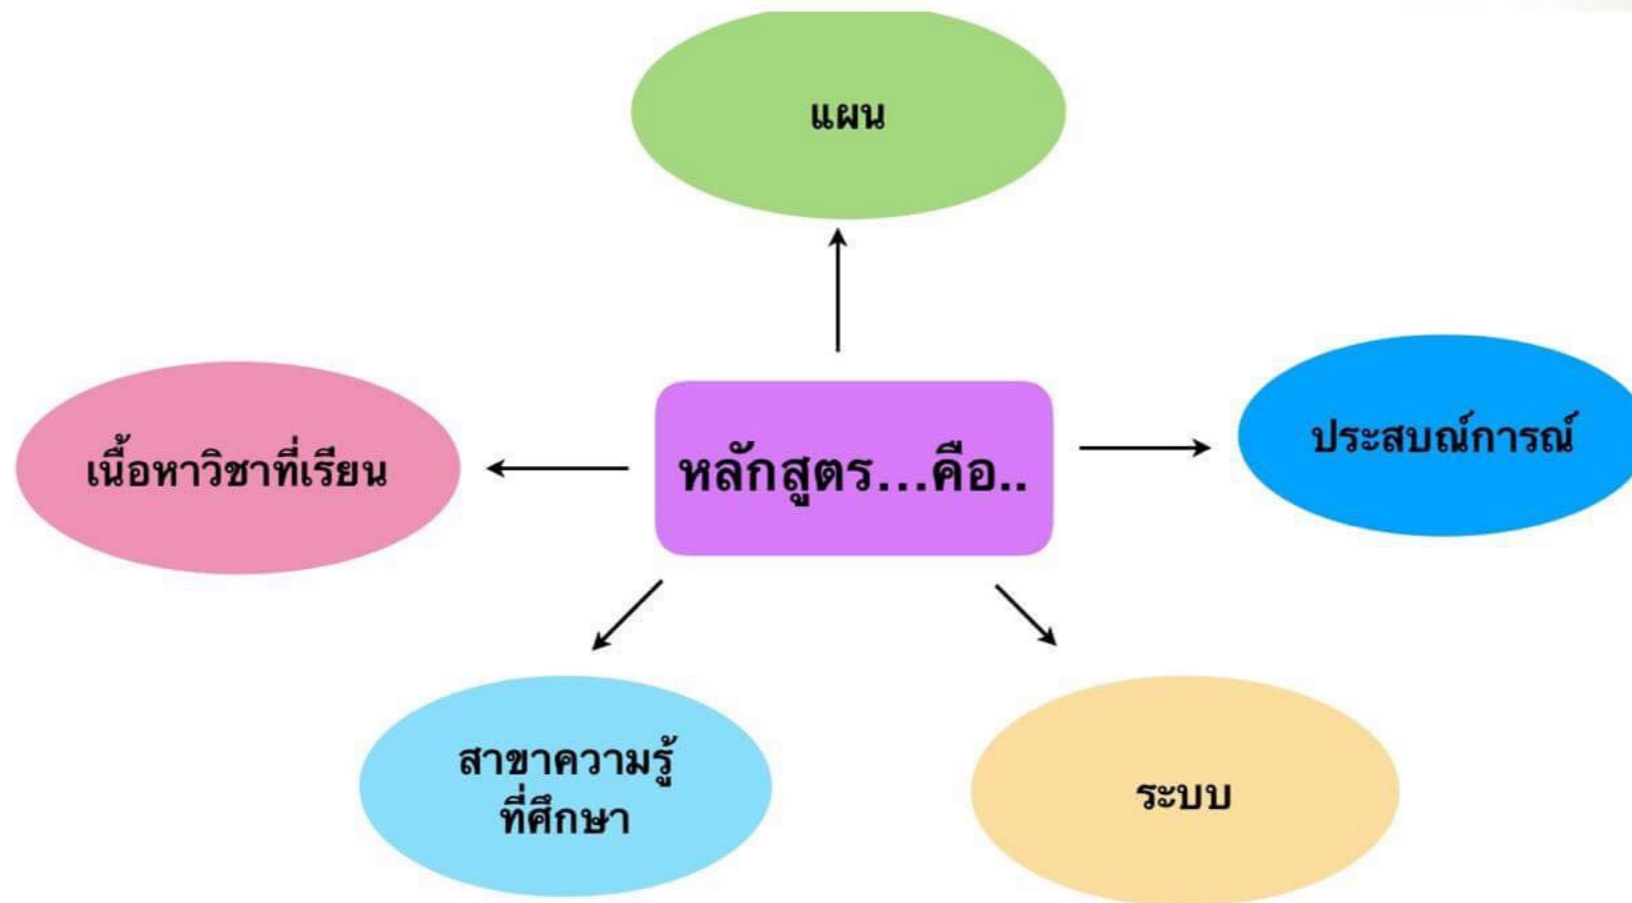 แผน
ประสบณ์การณ์
หลักสูตร...คือ..
เนื้อหาวิชาที่เรียน
สาขาความรู้
ที่ศึกษา
ระบบ